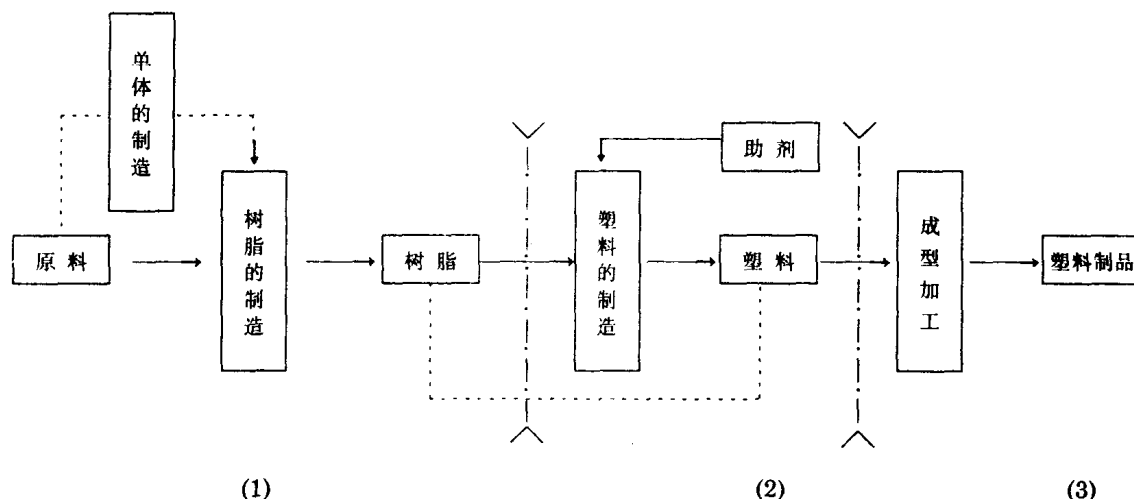 单体的制造
助剂
树脂的制造
塑料的制造
成型加工
原料
树脂
塑料
塑料制品
(1)
(2)
(3)